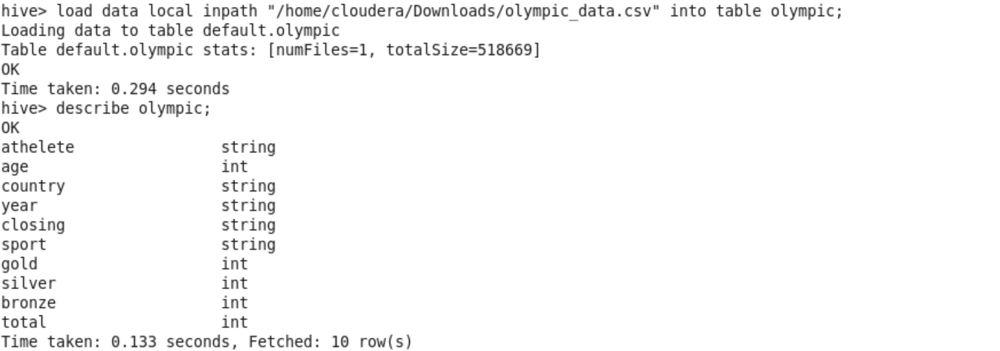 hive> load data local inpath "/home/cloudera/Downloads/olympic_data.csv" into table olympic;
Loading data to table default.olympic
Table default.olympic stats: [numFiles=1, totalSize=518669]
OK
Time taken: 0.294 seconds
hive> describe olympic;
OK
athelete                string
age                     int
country                 string
year                    string
closing                 string
sport                   string
gold                    int
silver                  int
bronze                  int
total                   int
Time taken: 0.133 seconds, Fetched: 10 row(s)